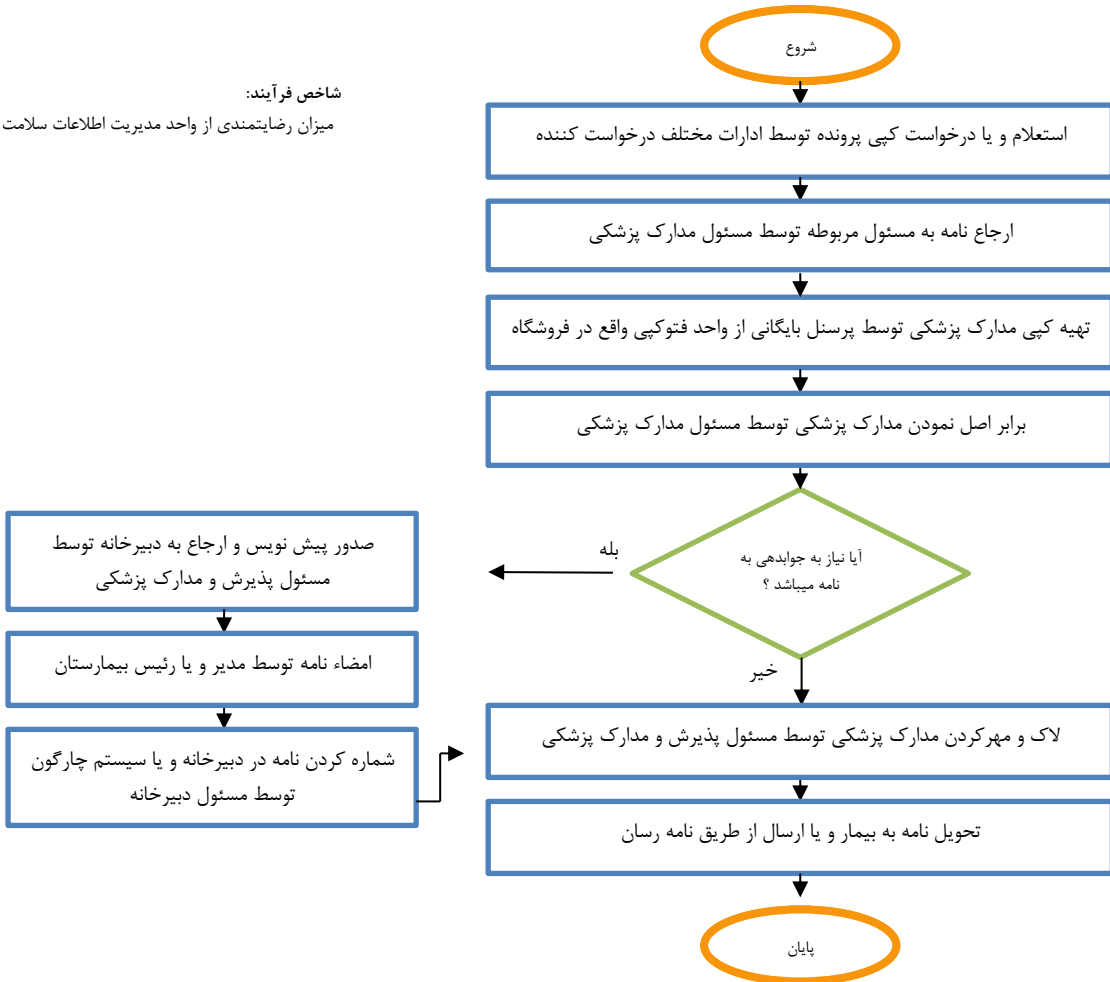 شروع
شاخص فرآیند:
میزان رضایتمندی از واحد مدیریت اطلاعات سلامت
استعلام و یا درخواست کپی پرونده توسط ادارات مختلف درخواست کننده
ارجاع نامه به مسئول مربوطه توسط مسئول مدارک پزشکی
تهیه کپی مدارک پزشکی توسط پرسنل بایگانی از واحد فتوکپی واقع در فروشگاه
برابر اصل نمودن مدارک پزشکی توسط مسئول مدارک پزشکی
آیا نیاز به جوابدهی به
نامه میباشد ؟
بله
صدور پیش نویس و ارجاع به دبیرخانه توسط
مسئول پذیرش و مدارک پزشکی
امضاء نامه توسط مدیر و یا رئیس بیمارستان
شماره کردن نامه در دبیرخانه و یا سیستم چارگون
توسط مسئول دبیرخانه
خیر
لاک و مهرکردن مدارک پزشکی توسط مسئول پذیرش و مدارک پزشکی
تحویل نامه به بیمار و یا ارسال از طریق نامه رسان
پایان